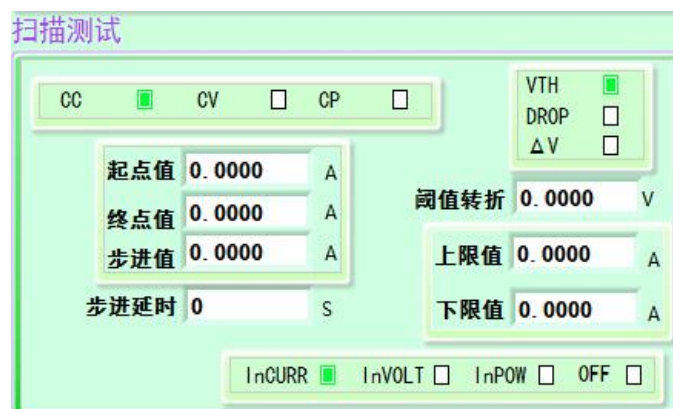 扫描测试
CC CV CP
VTH
DROP
ΔV
起点值 0.0000 A
终点值 0.0000 A
步进值 0.0000 A
步进延时 0 S
阈值转折 0.0000 V
上限值 0.0000 A
下限值 0.0000 A
InCURR InVOLT InPOW OFF